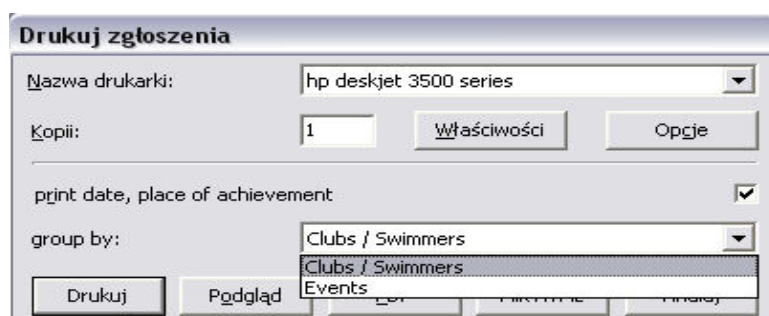 Drukuj zgłoszenia
Nazwa drukarki: hp deskjet 3500 series
Kopii: 1 Właściwości Opcje
print date, place of achievement
group by: Clubs / Swimmers
Clubs / Swimmers
Events
Drukuj Podgląd